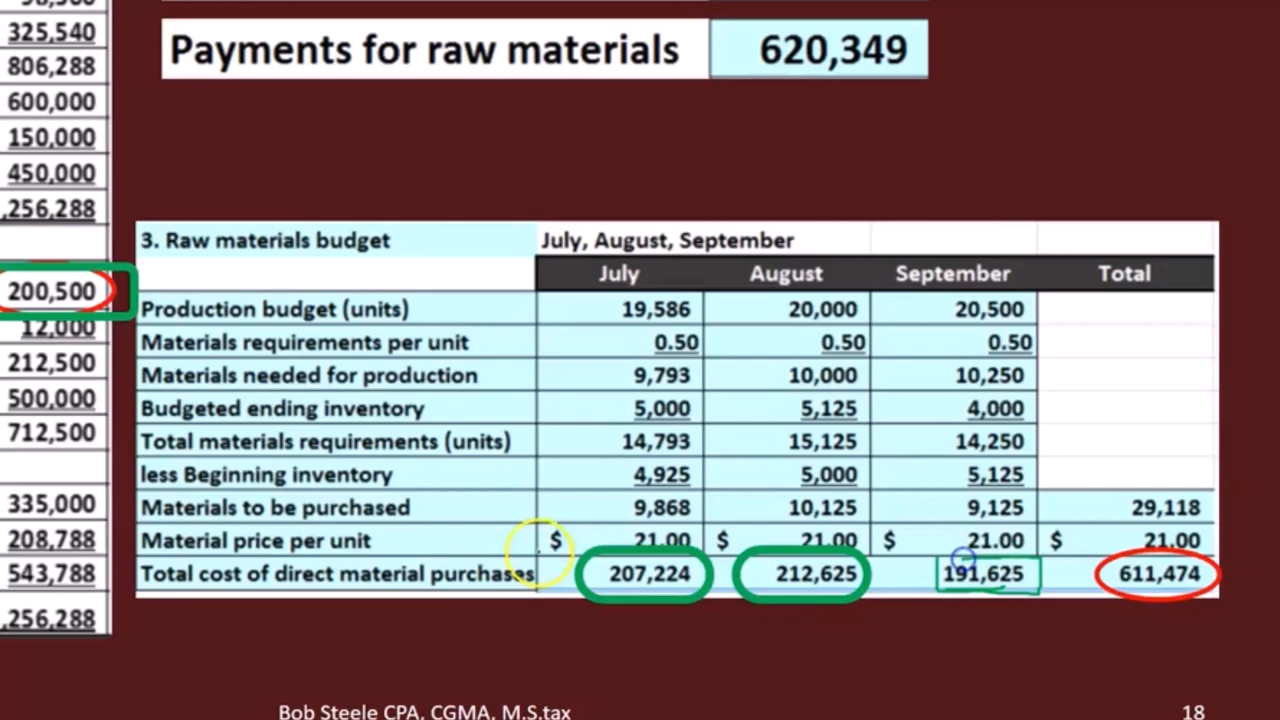 325,540
806,288
600,000
150,000
450,000
,256,288
200,500
12,000
212,500
500,000
712,500
335,000
208,788
543,788
,256,288
Payments for raw materials 620,349
3. Raw materials budget July, August, September
July August September Total
Production budget (units) 19,586 20,000 20,500
Materials requirements per unit 0.50 0.50 0.50
Materials needed for production 9,793 10,000 10,250
Budgeted ending inventory 5,000 5,125 4,000
Total materials requirements (units) 14,793 15,125 14,250
less Beginning inventory 4,925 5,000 5,125
Materials to be purchased 9,868 10,125 9,125 29,118
Material price per unit $ 21.00 $ 21.00 $ 21.00 $ 21.00
Total cost of direct material purchases 207,224 212,625 191,625 611,474
Bob Steele CPA, CGMA, M.S.tax 18